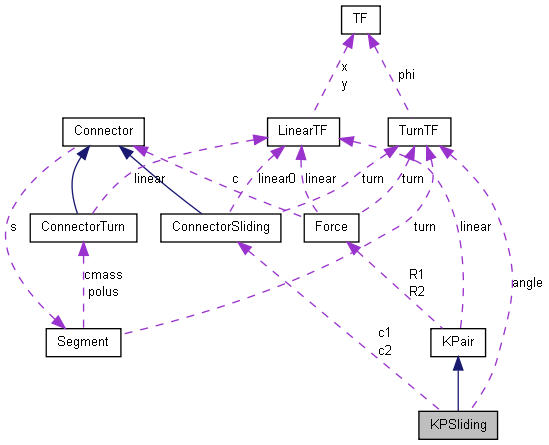 TF
x
y
phi
Connector
LinearTF
TurnTF
linear
c
linear0
linear
turn
turn
s
ConnectorTurn
ConnectorSliding
Force
turn
linear
cmass
polus
R1
R2
angle
Segment
c1
c2
KPair
KPSliding